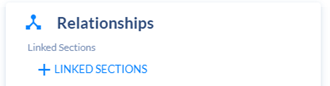 Relationships
Linked Sections
+ LINKED SECTIONS